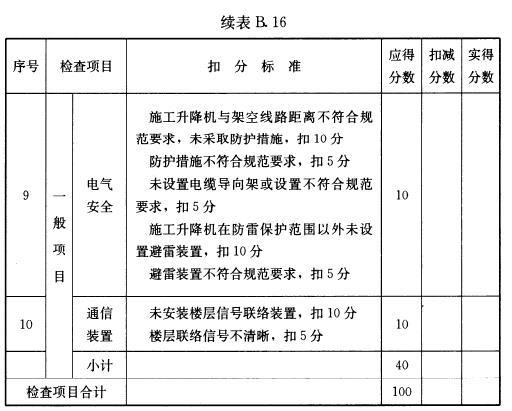 续表 B.16
序号 检查项目 扣分标准 应得分数 扣减分数 实得分数
9 一般项目 电气安全
施工升降机与架空线路距离不符合规
范要求，未采取防护措施，扣 10 分
防护措施不符合规范要求，扣 5 分
未设置电缆导向架或设置不符合规范
要求，扣 5 分
施工升降机在防雷保护范围以外未设
置避雷装置，扣 10 分
避雷装置不符合规范要求，扣 5 分
10
10 通信装置
未安装楼层信号联络装置，扣 10 分
楼层联络信号不清晰，扣 5 分
10
小计 40
检查项目合计 100